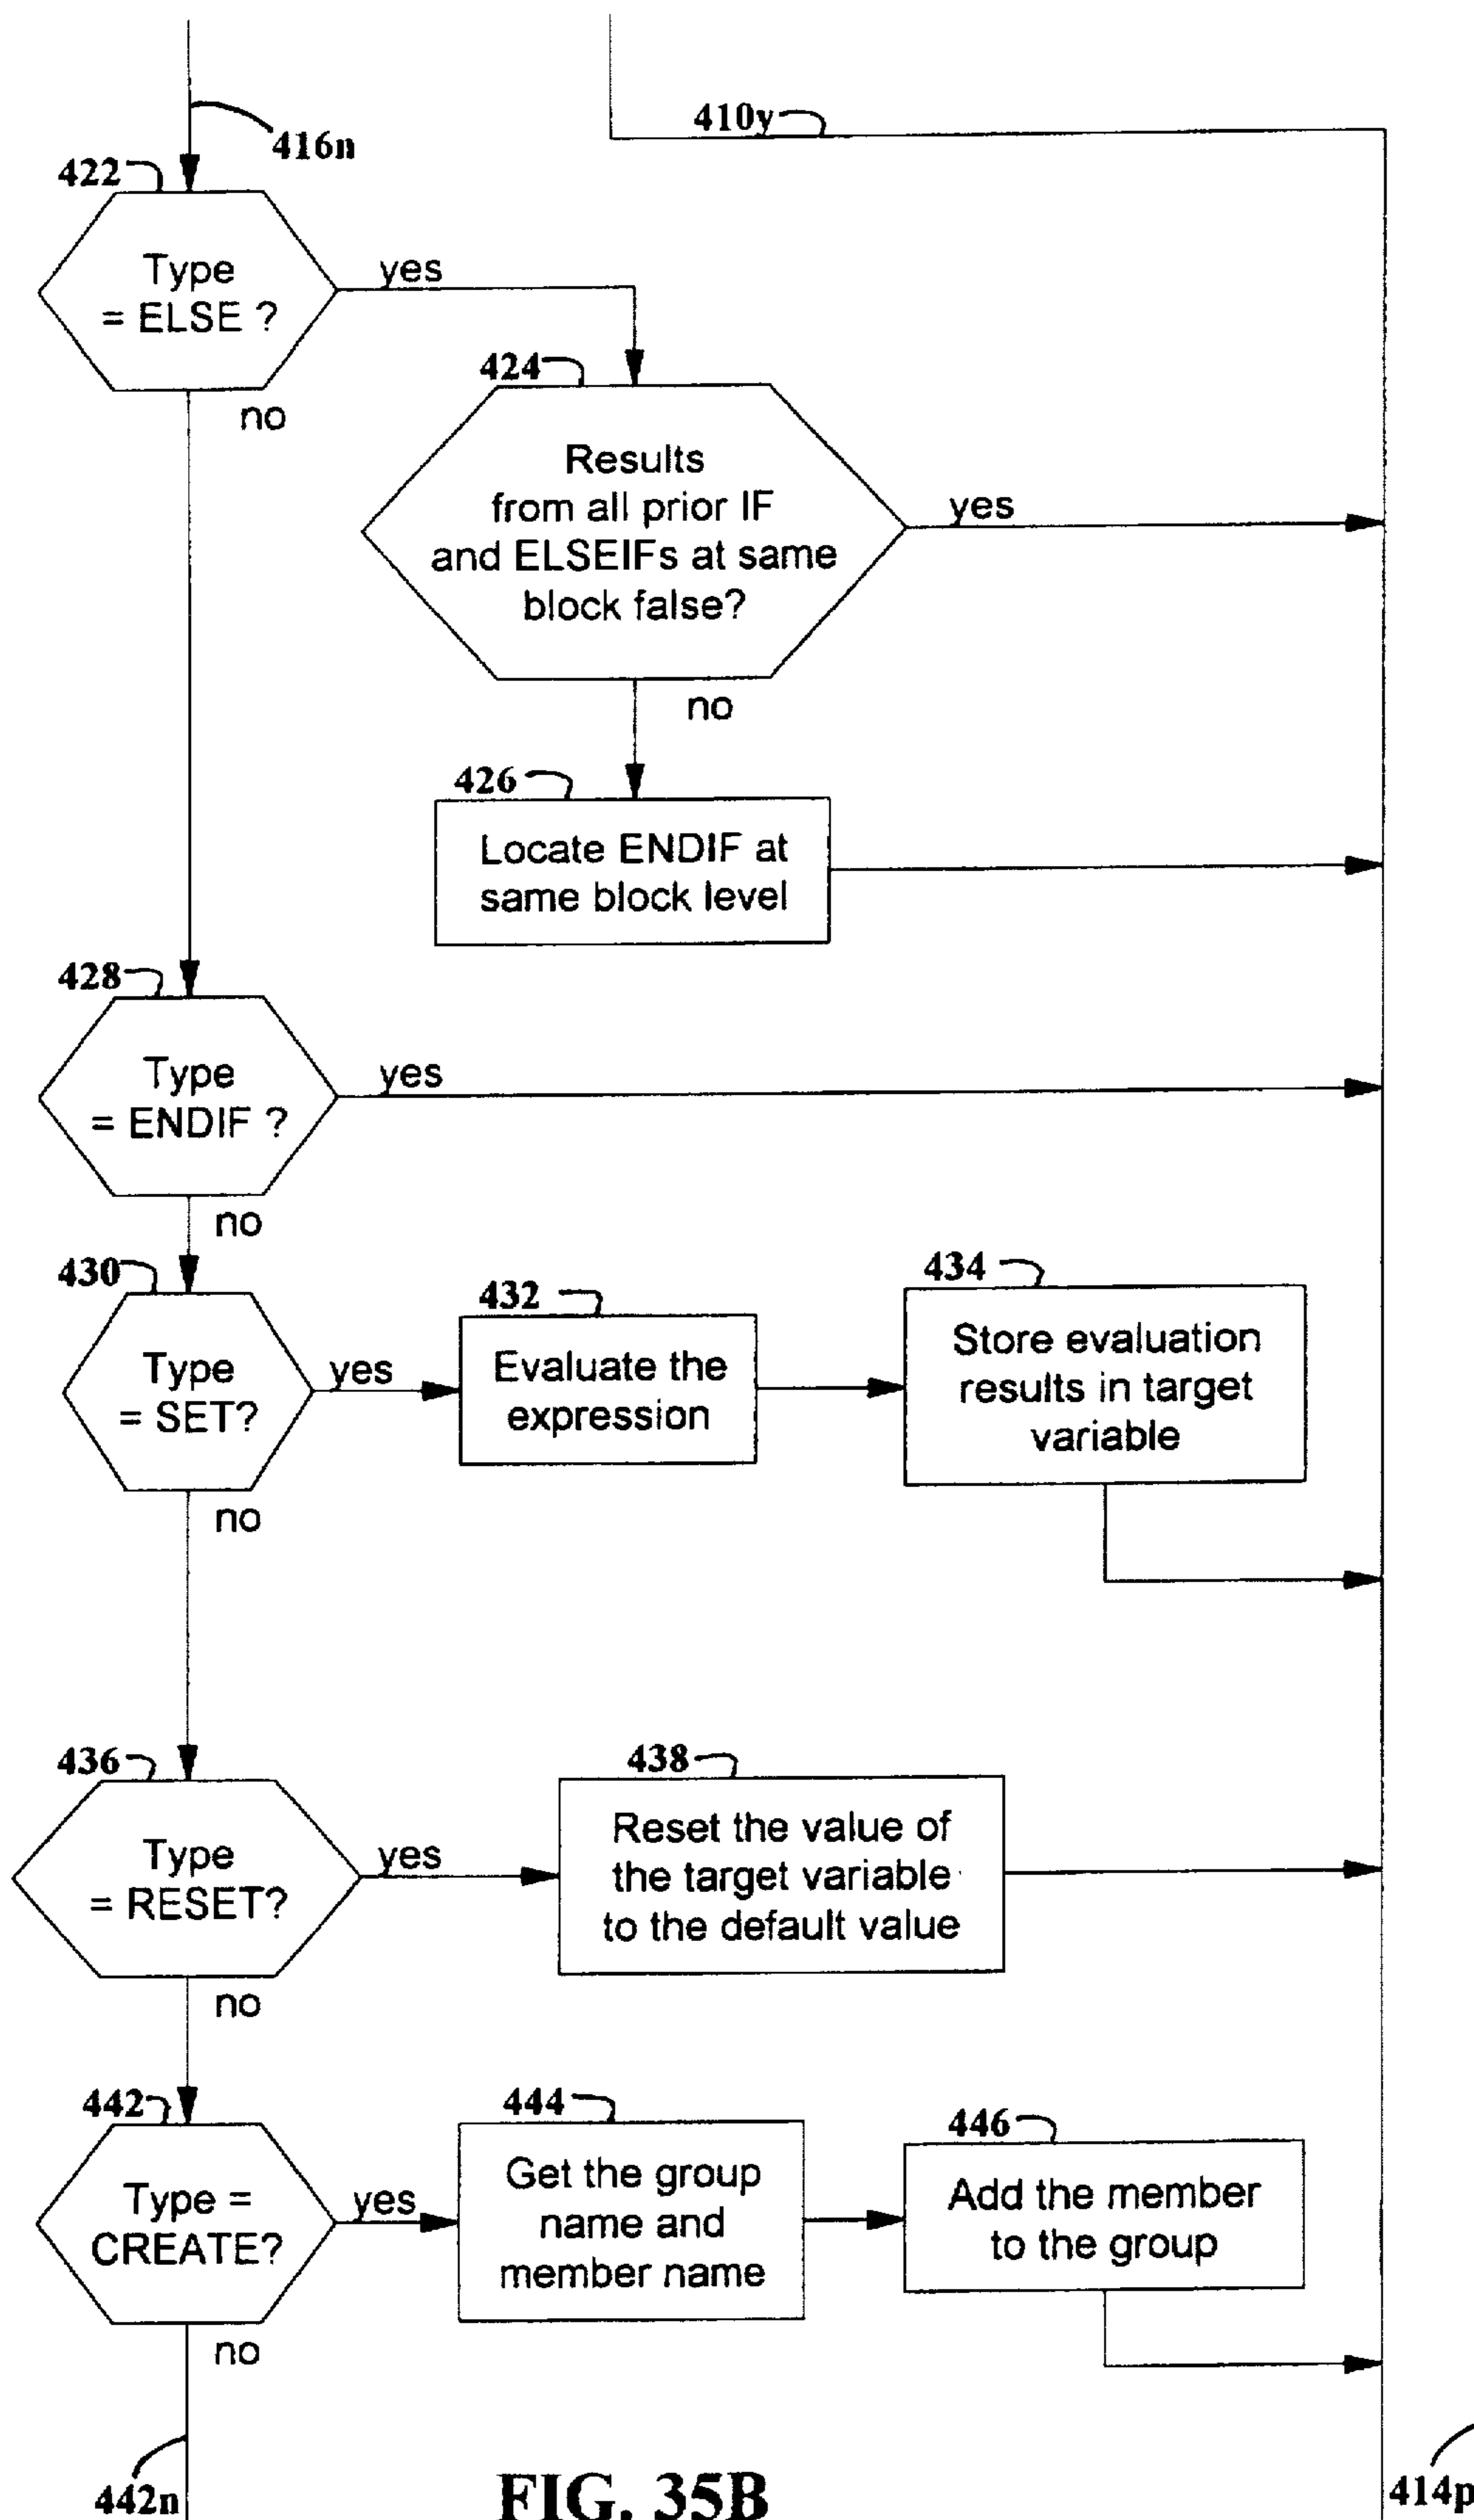 410y
416n
422
Type
= ELSE ?
yes
no
424
Results
from all prior IF
and ELSEIFs at same
block false?
yes
no
426
Locate ENDIF at
same block level
428
Type
= ENDIF ?
yes
no
430
Type
= SET?
yes
no
432
Evaluate the
expression
434
Store evaluation
results in target
variable
436
Type
= RESET?
yes
no
438
Reset the value of
the target variable
to the default value
442
Type =
CREATE?
yes
no
444
Get the group
name and
member name
446
Add the member
to the group
442n
FIG. 35B
414p